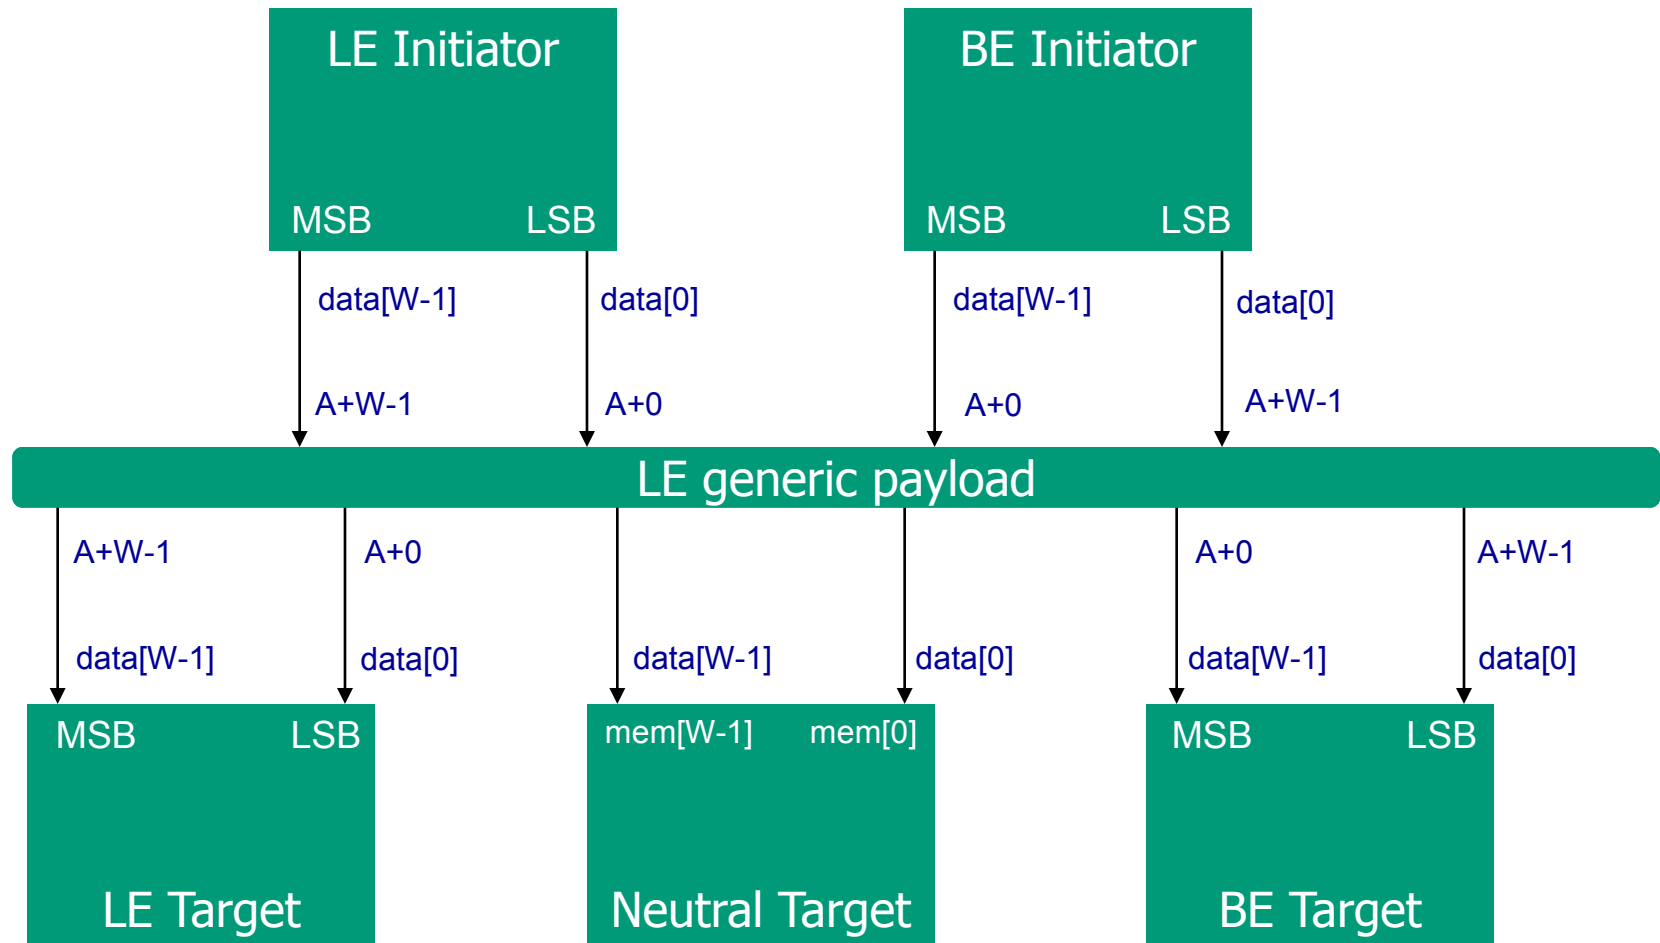 LE Initiator
BE Initiator
MSB LSB
MSB LSB
data[W-1] data[0]
data[W-1] data[0]
A+W-1 A+0
A+0 A+W-1
LE generic payload
A+W-1 A+0
A+0 A+W-1
data[W-1] data[0]
data[W-1] data[0]
data[W-1] data[0]
MSB LSB
mem[W-1] mem[0]
MSB LSB
LE Target
Neutral Target
BE Target